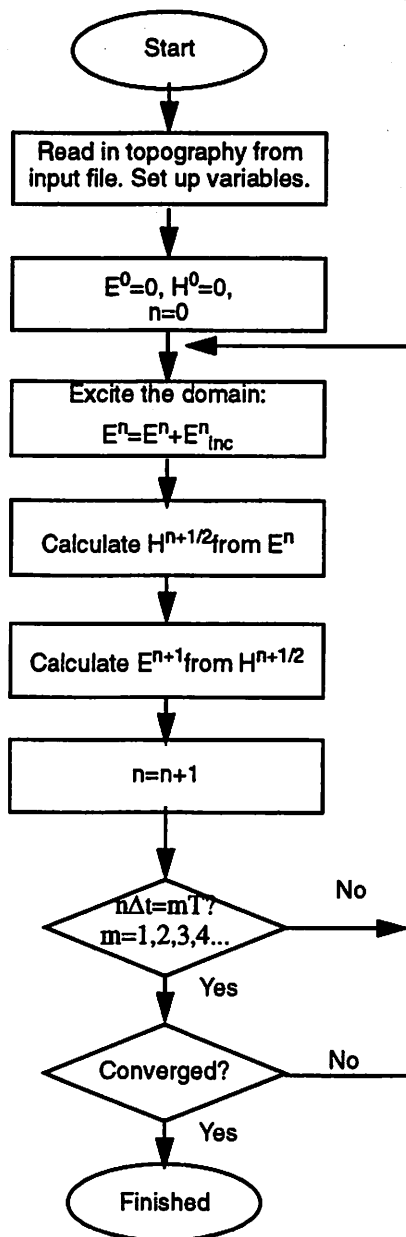 Start
Read in topography from
input file. Set up variables.
E⁰=0, H⁰=0,
n=0
Excite the domain:
Eⁿ=Eⁿ+Eⁿinc
Calculate Hⁿ⁺¹/²from Eⁿ
Calculate Eⁿ⁺¹from Hⁿ⁺¹/²
n=n+1
nΔt=mT?
m=1,2,3,4...
No
Yes
Converged?
No
Yes
Finished